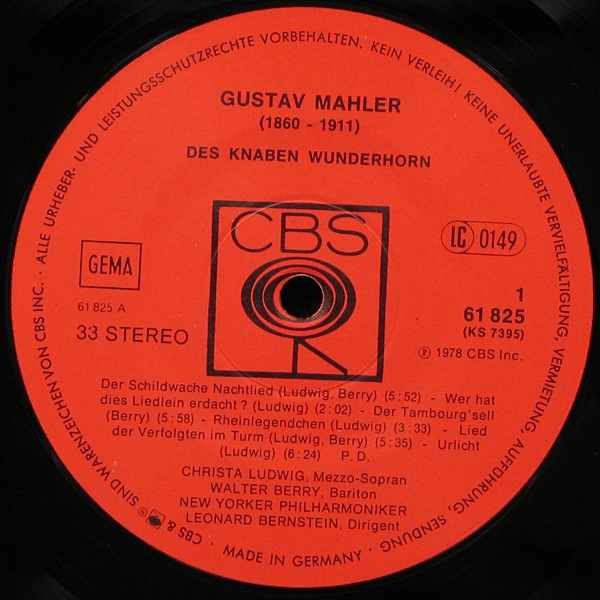 ALLE URHEBER- UND LEISTUNGSSCHUTZRECHTE VORBEHALTEN. KEIN VERLEIH! KEINE UNERLAUBTE VERVIELFÄLTIGUNG, VERMIETUNG, AUFFÜHRUNG, SENDUNG
GUSTAV MAHLER
(1860 - 1911)
DES KNABEN WUNDERHORN
CBS
GEMA
LC 0149
61 825 A
33 STEREO
1
61 825
(KS 7395)
℗ 1978 CBS Inc.
Der Schildwache Nachtlied (Ludwig, Berry) (5:52) - Wer hat
dies Liedlein erdacht? (Ludwig) (2:02) - Der Tambourg'sell
(Berry) (5:58) - Rheinlegendchen (Ludwig) (3:33) - Lied
der Verfolgten im Turm (Ludwig, Berry) (5:35) - Urlicht
(Ludwig) (6:24) P.D.
CHRISTA LUDWIG, Mezzo-Sopran
WALTER BERRY, Bariton
NEW YORKER PHILHARMONIKER
LEONARD BERNSTEIN, Dirigent
· MADE IN GERMANY ·
CBS & ® SIND WARENZEICHEN VON CBS INC. ·